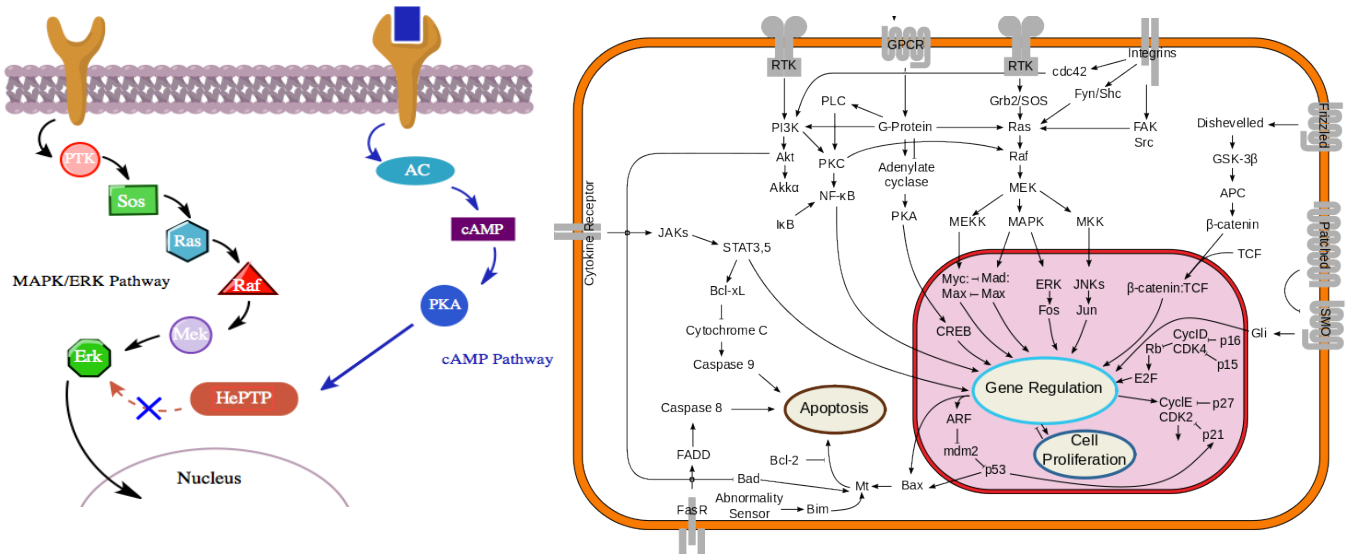 PTK
Sos
Ras
Raf
MAPK/ERK Pathway
Mek
Erk
HePTP
Nucleus
AC
cAMP
PKA
cAMP Pathway
RTK
GPCR
RTK
Integrins
cdc42
Fyn/Shc
Grb2/SOS
PLC
PI3K
G-Protein
Ras
FAK
Src
Dishevelled
Frizzled
Akt
PKC
Adenylate
cyclase
Raf
GSK-3β
Akkα
NF-κB
MEK
APC
IκB
PKA
MEKK
MAPK
MKK
β-catenin
Patched
Cytokine Receptor
JAKs
STAT3,5
TCF
Bcl-xL
Myc:
Mad:
Max
Max
ERK
Fos
JNKs
Jun
β-catenin:TCF
SMO
Gli
Cytochrome C
CREB
CycID
p16
Rb
CDK4
p15
Caspase 9
E2F
Gene Regulation
Caspase 8
Apoptosis
CyclE
p27
CDK2
ARF
p21
FADD
Bcl-2
mdm2
Cell
Proliferation
p53
Bad
Mt
Bax
Abnormality
Sensor
Bim
FasR